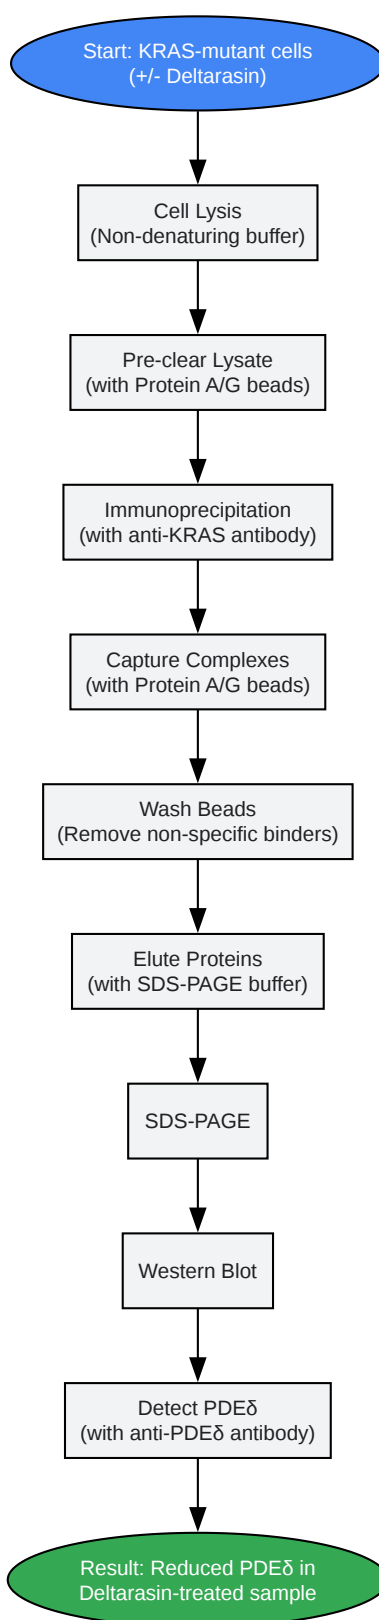 Start: KRAS-mutant cells
(+/- Deltarasin)
Cell Lysis
(Non-denaturing buffer)
Pre-clear Lysate
(with Protein A/G beads)
Immunoprecipitation
(with anti-KRAS antibody)
Capture Complexes
(with Protein A/G beads)
Wash Beads
(Remove non-specific binders)
Elute Proteins
(with SDS-PAGE buffer)
SDS-PAGE
Western Blot
Detect PDEδ
(with anti-PDEδ antibody)
Result: Reduced PDEδ in
Deltarasin-treated sample